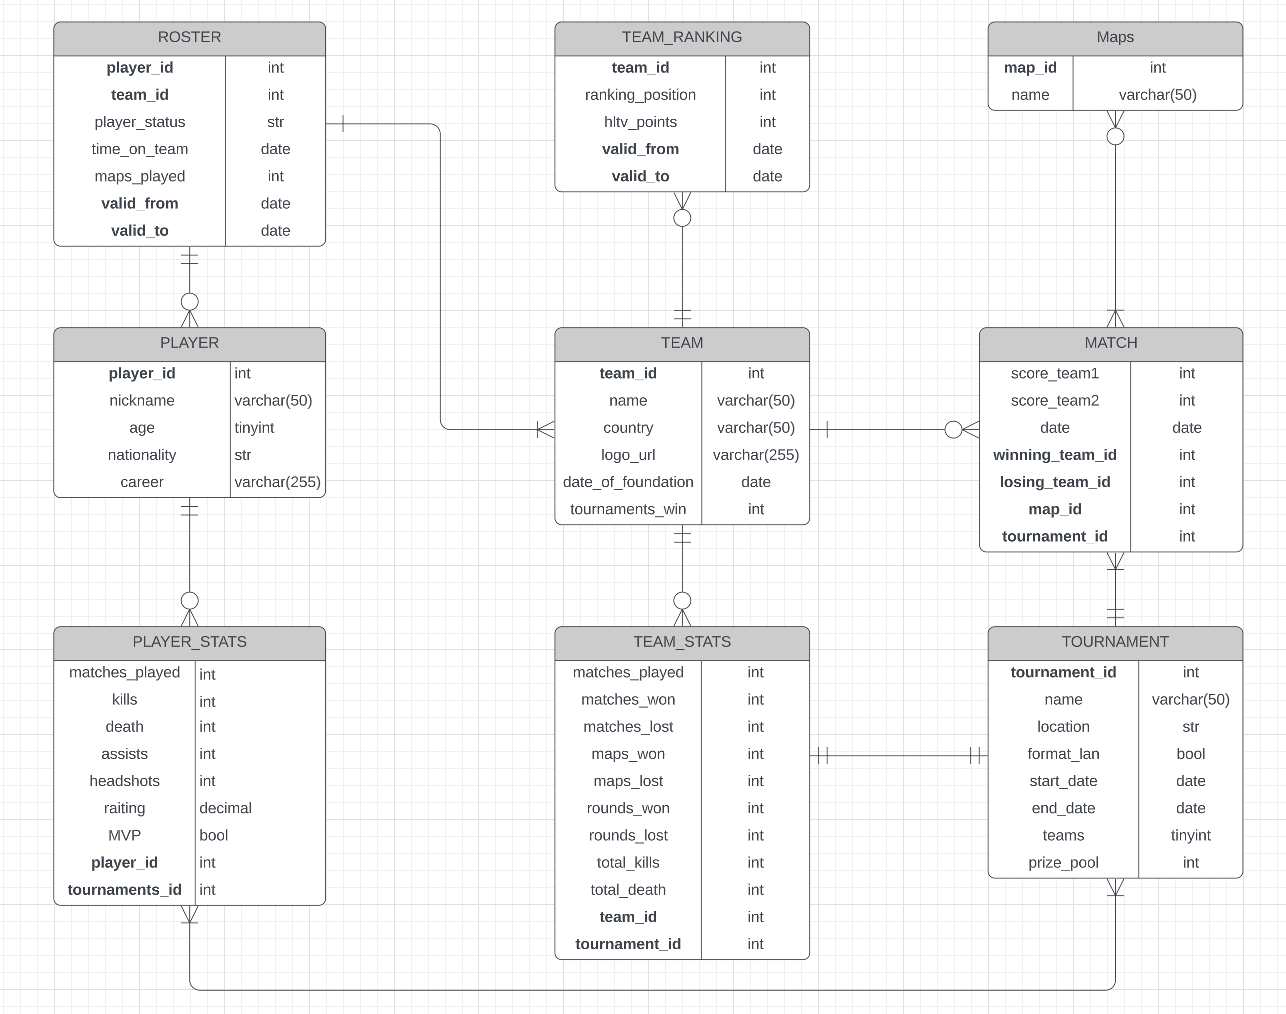 ROSTER
player_id int
team_id int
player_status str
time_on_team date
maps_played int
valid_from date
valid_to date
TEAM_RANKING
team_id int
ranking_position int
hltv_points int
valid_from date
valid_to date
Maps
map_id int
name varchar(50)
PLAYER
player_id int
nickname varchar(50)
age tinyint
nationality str
career varchar(255)
TEAM
team_id int
name varchar(50)
country varchar(50)
logo_url varchar(255)
date_of_foundation date
tournaments_win int
MATCH
score_team1 int
score_team2 int
date date
winning_team_id int
losing_team_id int
map_id int
tournament_id int
PLAYER_STATS
matches_played int
kills int
death int
assists int
headshots int
raiting decimal
MVP bool
player_id int
tournaments_id int
TEAM_STATS
matches_played int
matches_won int
matches_lost int
maps_won int
maps_lost int
rounds_won int
rounds_lost int
total_kills int
total_death int
team_id int
tournament_id int
TOURNAMENT
tournament_id int
name varchar(50)
location str
format_lan bool
start_date date
end_date date
teams tinyint
prize_pool int